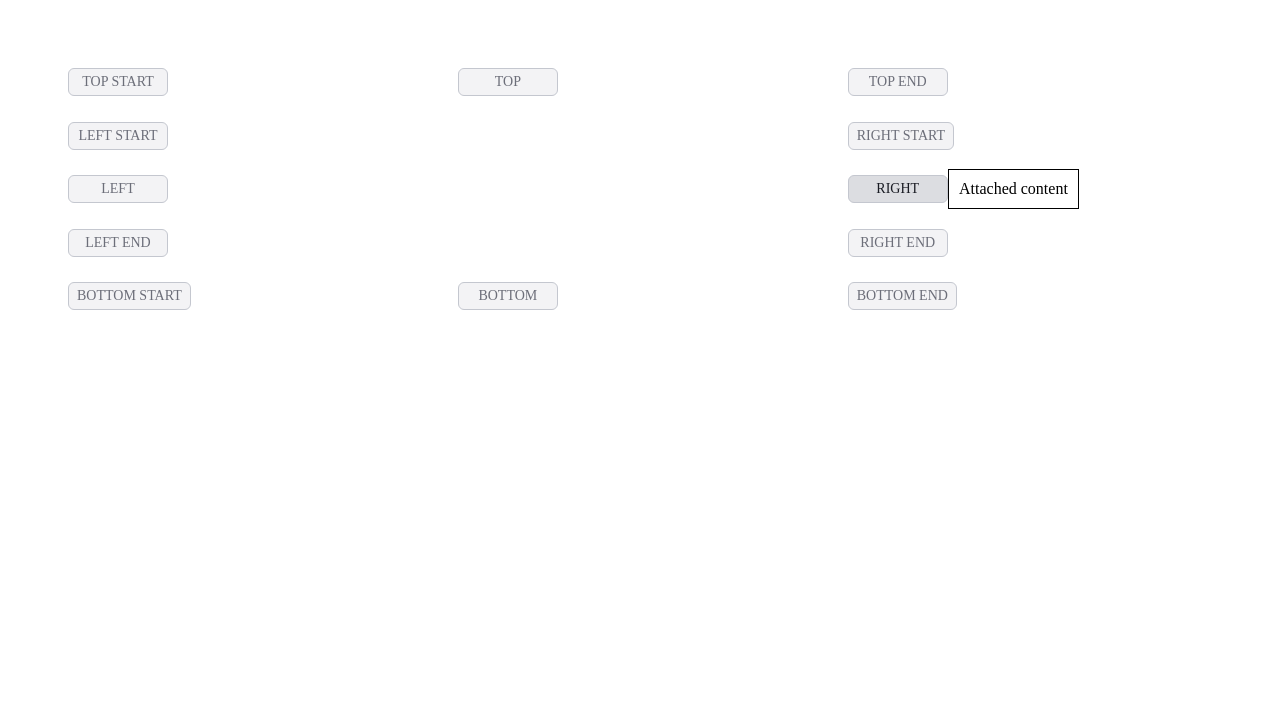 TOP START TOP TOP END
LEFT START RIGHT START
LEFT RIGHT Attached content
LEFT END RIGHT END
BOTTOM START BOTTOM BOTTOM END